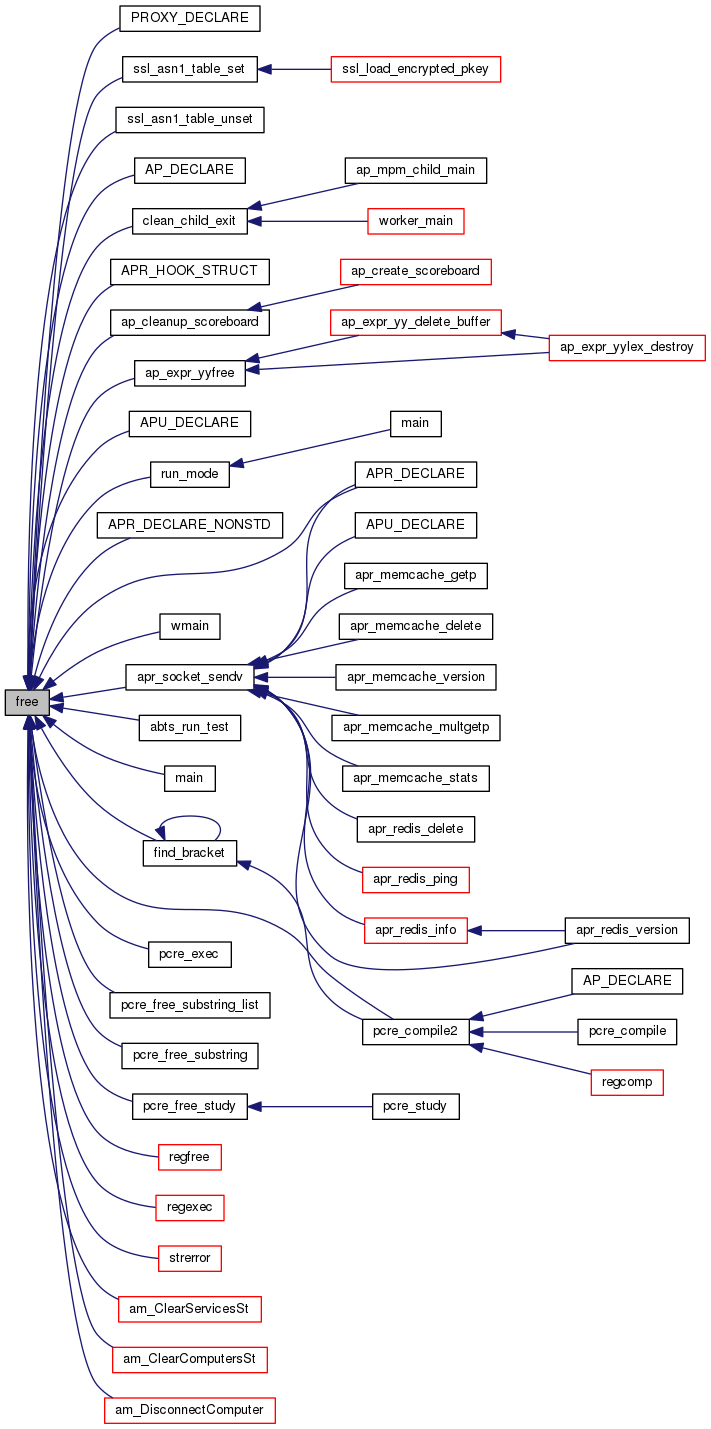 PROXY_DECLARE
ssl_asn1_table_set
ssl_load_encrypted_pkey
ssl_asn1_table_unset
AP_DECLARE
ap_mpm_child_main
clean_child_exit
worker_main
APR_HOOK_STRUCT
ap_create_scoreboard
ap_cleanup_scoreboard
ap_expr_yy_delete_buffer
ap_expr_yylex_destroy
ap_expr_yyfree
APU_DECLARE
main
run_mode
APR_DECLARE
APR_DECLARE_NONSTD
APU_DECLARE
apr_memcache_getp
wmain
apr_memcache_delete
apr_socket_sendv
apr_memcache_version
free
abts_run_test
apr_memcache_multgetp
main
apr_memcache_stats
apr_redis_delete
find_bracket
apr_redis_ping
apr_redis_info
apr_redis_version
pcre_exec
AP_DECLARE
pcre_free_substring_list
pcre_compile2
pcre_compile
pcre_free_substring
regcomp
pcre_free_study
pcre_study
regfree
regexec
strerror
am_ClearServicesSt
am_ClearComputersSt
am_DisconnectComputer